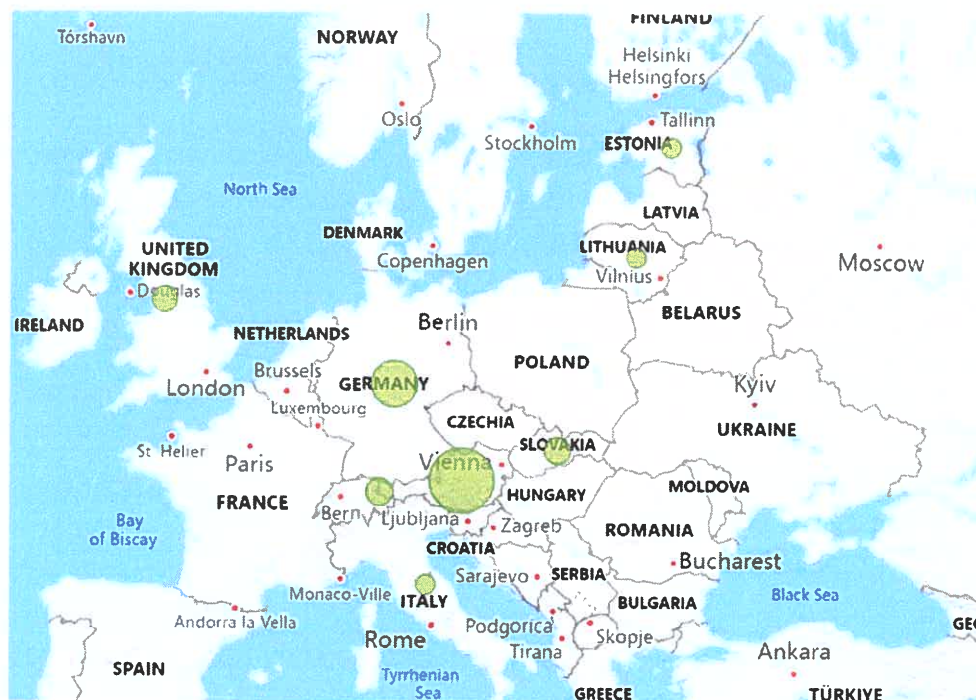 FINLAND
Tórshavn
NORWAY
Helsinki
Helsingfors
Oslo
Tallinn
Stockholm
ESTONIA
North Sea
LATVIA
DENMARK
LITHUANIA
UNITED
KINGDOM
Copenhagen
Vilnius
Moscow
Douglas
BELARUS
IRELAND
NETHERLANDS
Berlin
POLAND
Brussels
London
GERMANY
Kyiv
Luxembourg
CZECHIA
UKRAINE
St Helier
Paris
SLOVAKIA
Vienna
MOLDOVA
FRANCE
Bern
HUNGARY
Bay
of Biscay
Ljubljana
Zagreb
ROMANIA
CROATIA
Bucharest
Sarajevo
SERBIA
Monaco-Ville
ITALY
BULGARIA
Black Sea
Andorra la Vella
Rome
Podgorica
Skopje
GEO
Tirana
Ankara
SPAIN
Tyrrhenian
Sea
GREECE
TÜRKIYE